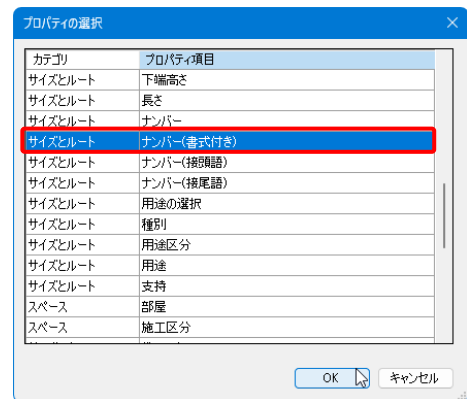 プロパティの選択
カテゴリ プロパティ項目
サイズとルート 下端高さ
サイズとルート 長さ
サイズとルート ナンバー
サイズとルート ナンバー(書式付き)
サイズとルート ナンバー(接頭語)
サイズとルート ナンバー(接尾語)
サイズとルート 用途の選択
サイズとルート 種別
サイズとルート 用途区分
サイズとルート 用途
サイズとルート 支持
スペース 部屋
スペース 施工区分
OK キャンセル